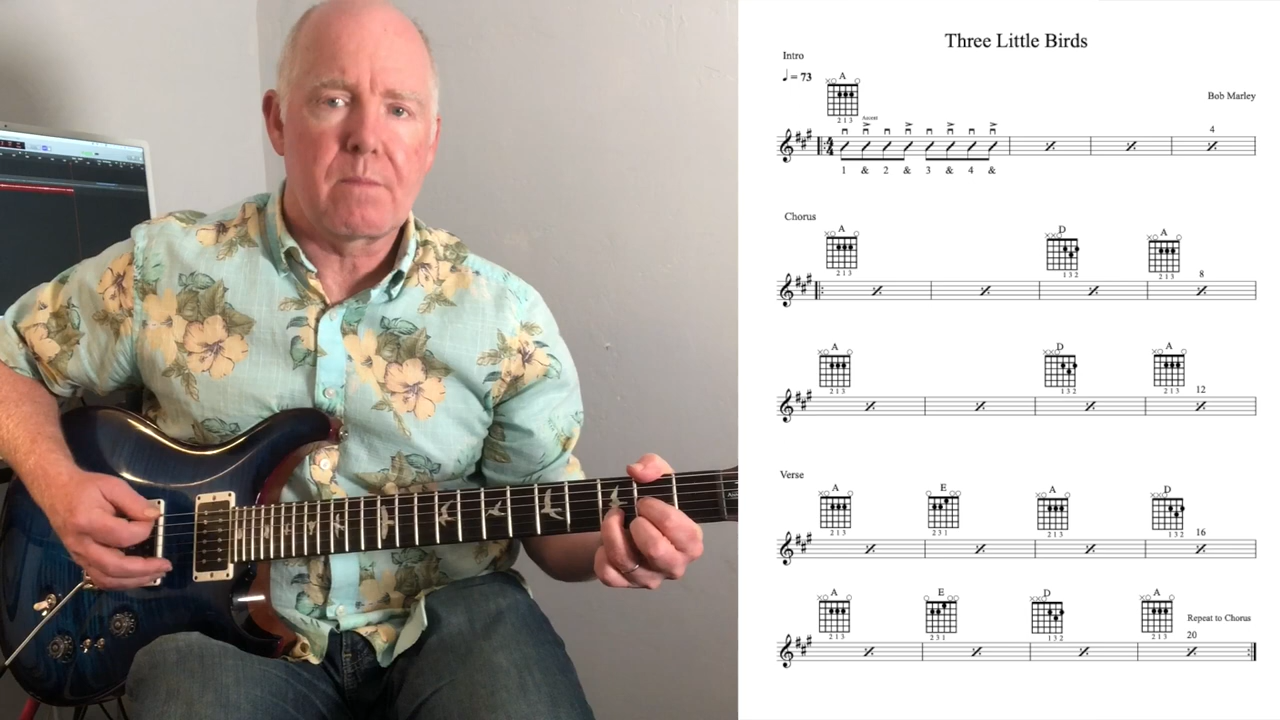 Three Little Birds
Intro
♩ = 73
A
Bob Marley
2 1 3
Accent
4
4
4
1 & 2 & 3 & 4 &
Chorus
A D A
2 1 3 1 3 2 2 1 3
8
A D A
2 1 3 1 3 2 2 1 3
12
Verse
A E A D
2 1 3 2 3 1 2 1 3 1 3 2
16
A E D A
2 1 3 2 3 1 1 3 2 2 1 3
Repeat to Chorus
20